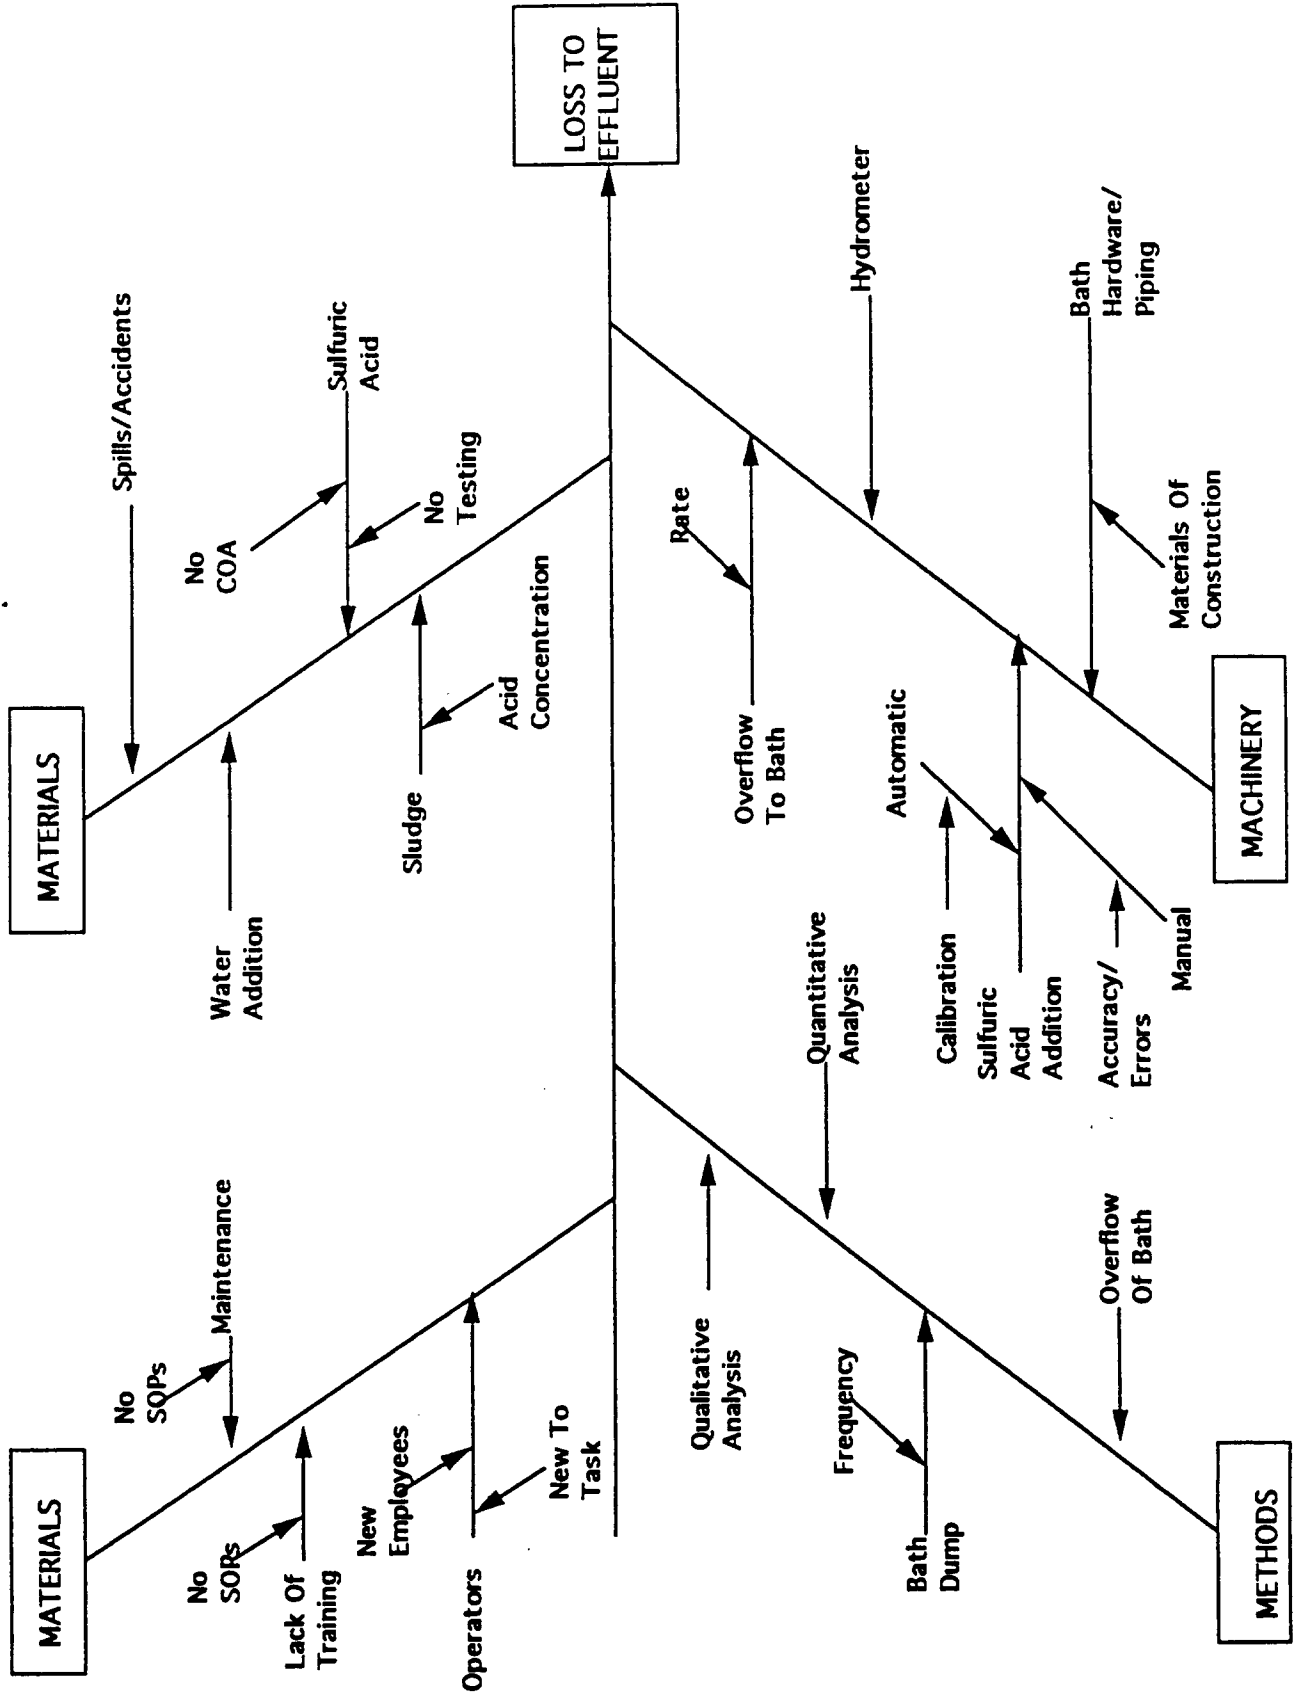 MATERIALS
No
SOPs
Maintenance
No
SOPs
Lack Of
Training
New
Employees
Operators
New To
Task
MATERIALS
Spills/Accidents
Water
Addition
No
COA
Sulfuric
Acid
No
Testing
Sludge
Acid
Concentration
LOSS TO
EFFLUENT
Qualitative
Analysis
Quantitative
Analysis
Frequency
Bath
Dump
Overflow
Of Bath
METHODS
Rate
Overflow
To Bath
Hydrometer
Automatic
Calibration
Sulfuric
Acid
Addition
Accuracy/
Errors
Manual
Bath
Hardware/
Piping
Materials Of
Construction
MACHINERY